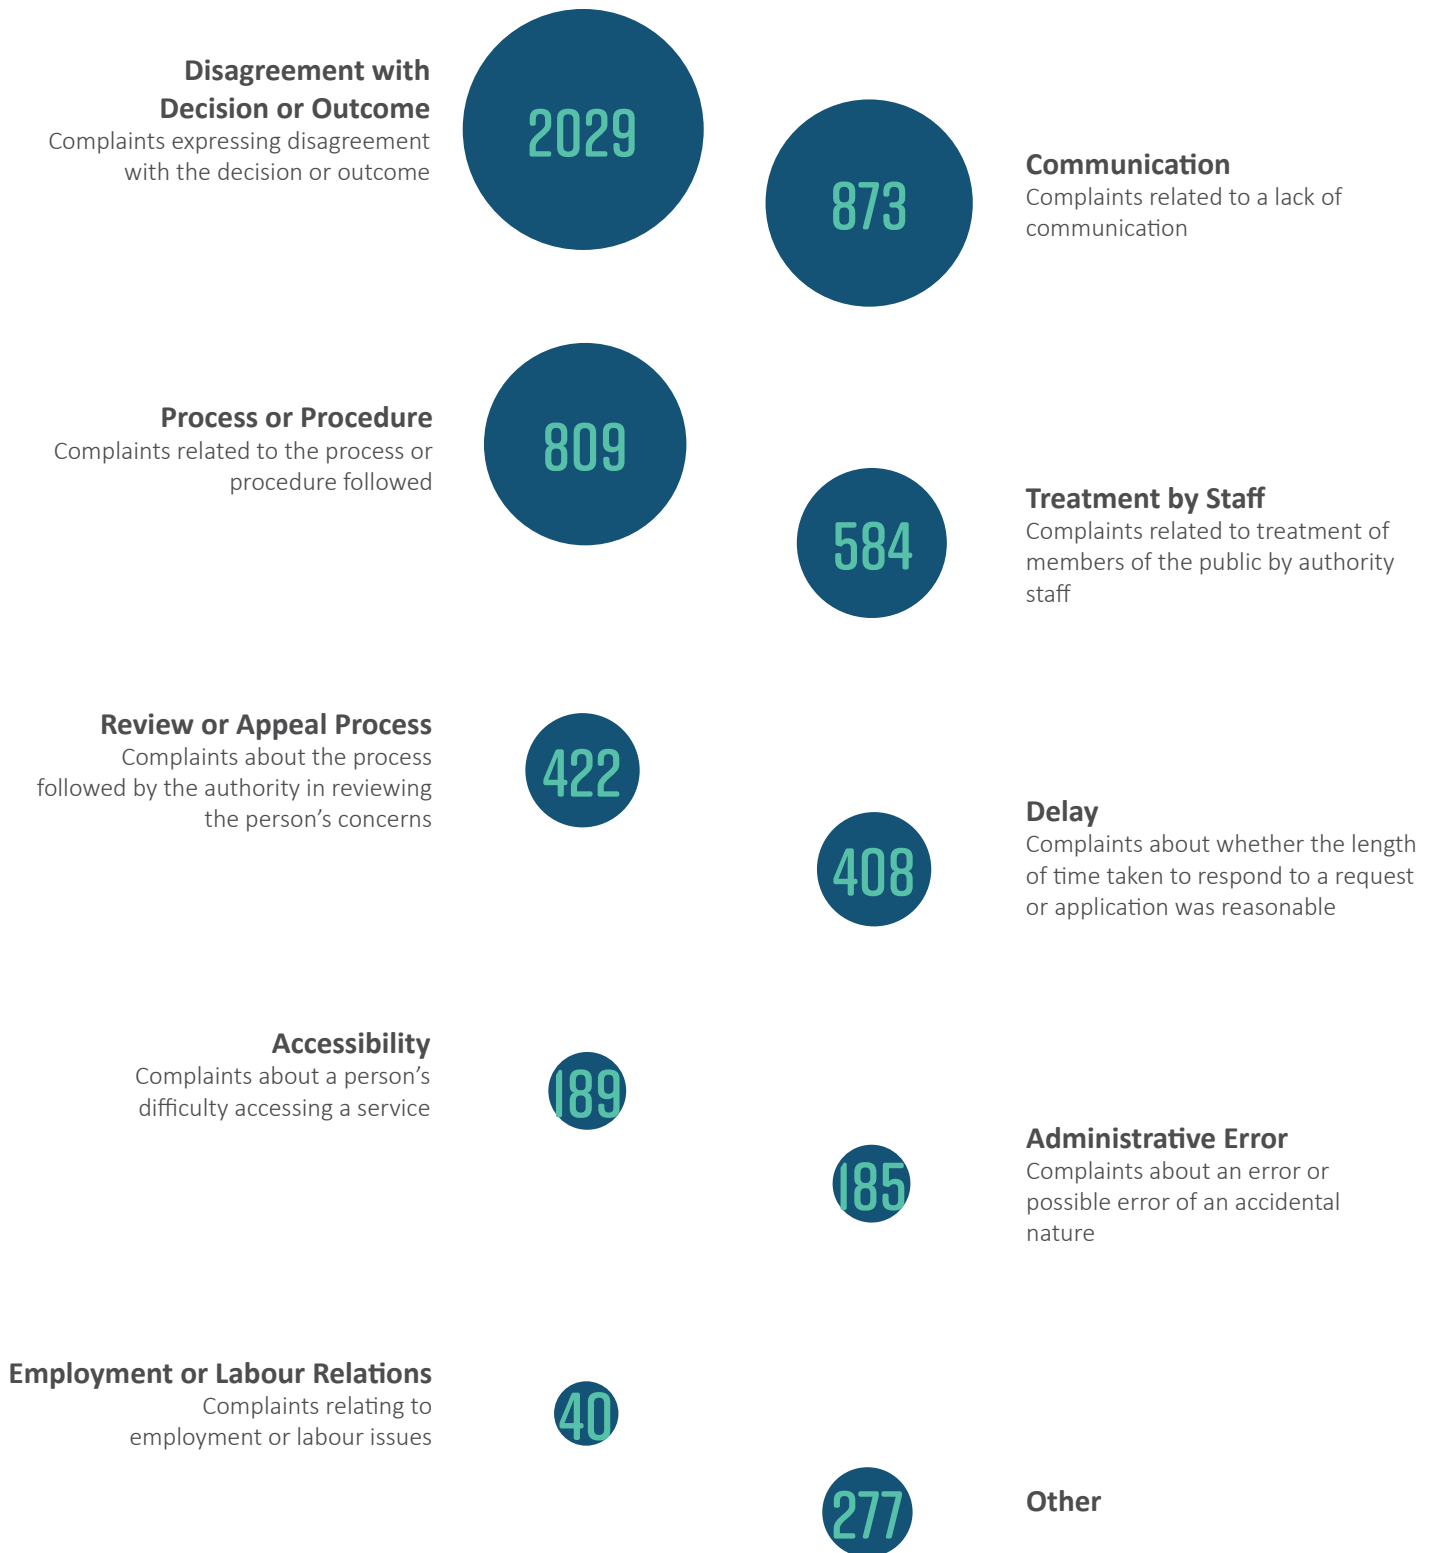 Disagreement with
Decision or Outcome
Complaints expressing disagreement
with the decision or outcome
2029
873
Communication
Complaints related to a lack of
communication
Process or Procedure
Complaints related to the process or
procedure followed
809
584
Treatment by Staff
Complaints related to treatment of
members of the public by authority
staff
Review or Appeal Process
Complaints about the process
followed by the authority in reviewing
the person’s concerns
422
408
Delay
Complaints about whether the length
of time taken to respond to a request
or application was reasonable
Accessibility
Complaints about a person’s
difficulty accessing a service
189
185
Administrative Error
Complaints about an error or
possible error of an accidental
nature
Employment or Labour Relations
Complaints relating to
employment or labour issues
40
277
Other